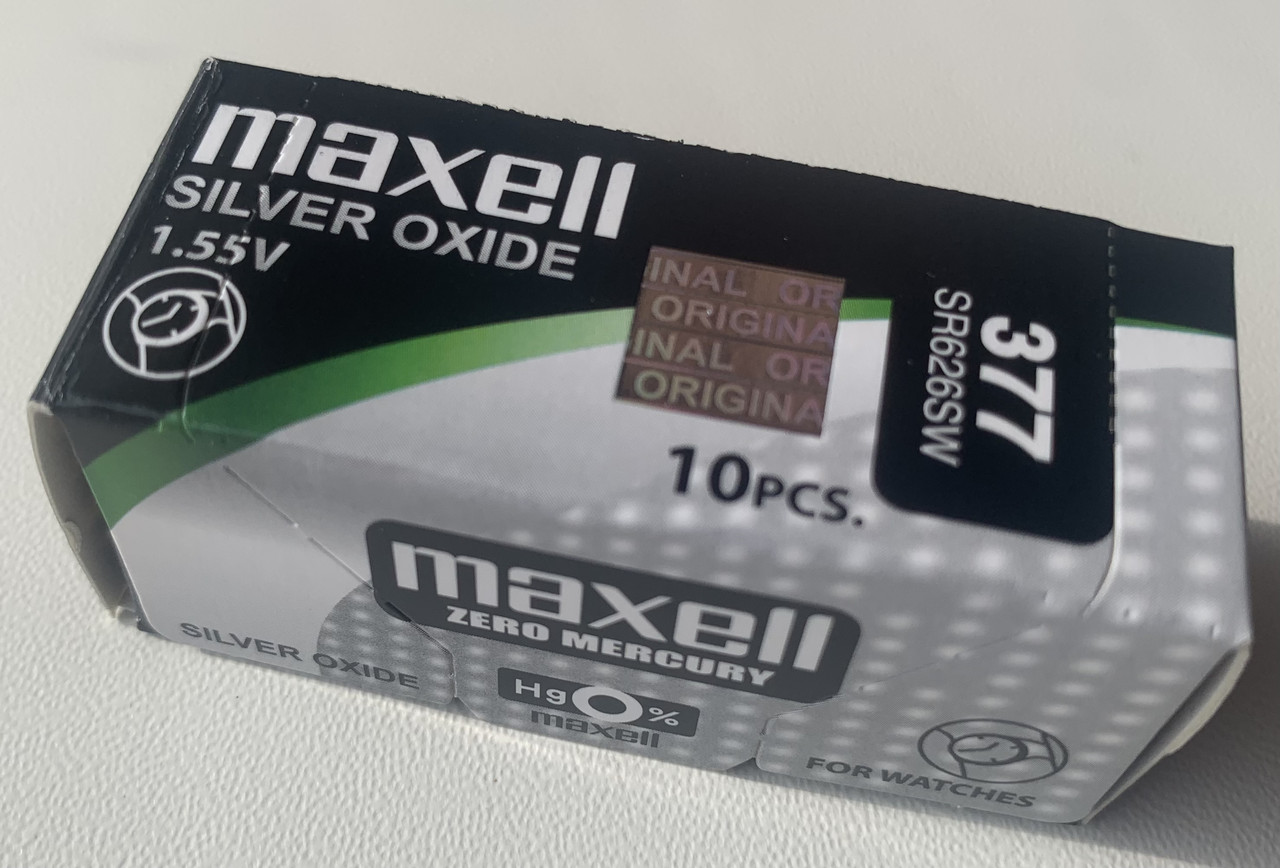 maxell
SILVER OXIDE
1.55V
INAL OR
ORIGINA
INAL OR
ORIGINA
377
SR626SW
10PCS.
maxell
ZERO MERCURY
SILVER OXIDE
Hg0%
maxell
FOR WATCHES